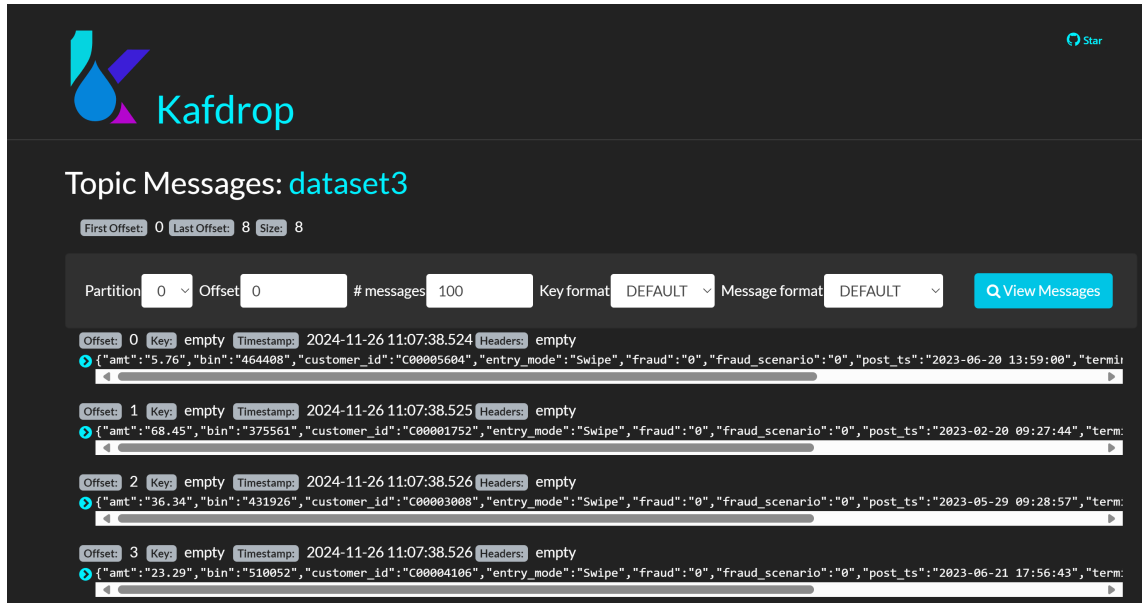 Star
Kafdrop
Topic Messages: dataset3
First Offset: 0 Last Offset: 8 Size: 8
Partition 0 Offset 0 # messages 100 Key format DEFAULT Message format DEFAULT View Messages
Offset: 0 Key: empty Timestamp: 2024-11-26 11:07:38.524 Headers: empty
{"amt":"5.76","bin":"464408","customer_id":"C00005604","entry_mode":"Swipe","fraud":"0","fraud_scenario":"0","post_ts":"2023-06-20 13:59:00","termin
Offset: 1 Key: empty Timestamp: 2024-11-26 11:07:38.525 Headers: empty
{"amt":"68.45","bin":"375561","customer_id":"C00001752","entry_mode":"Swipe","fraud":"0","fraud_scenario":"0","post_ts":"2023-02-20 09:27:44","termi
Offset: 2 Key: empty Timestamp: 2024-11-26 11:07:38.526 Headers: empty
{"amt":"36.34","bin":"431926","customer_id":"C00003008","entry_mode":"Swipe","fraud":"0","fraud_scenario":"0","post_ts":"2023-05-29 09:28:57","termi
Offset: 3 Key: empty Timestamp: 2024-11-26 11:07:38.526 Headers: empty
{"amt":"23.29","bin":"510052","customer_id":"C00004106","entry_mode":"Swipe","fraud":"0","fraud_scenario":"0","post_ts":"2023-06-21 17:56:43","termi